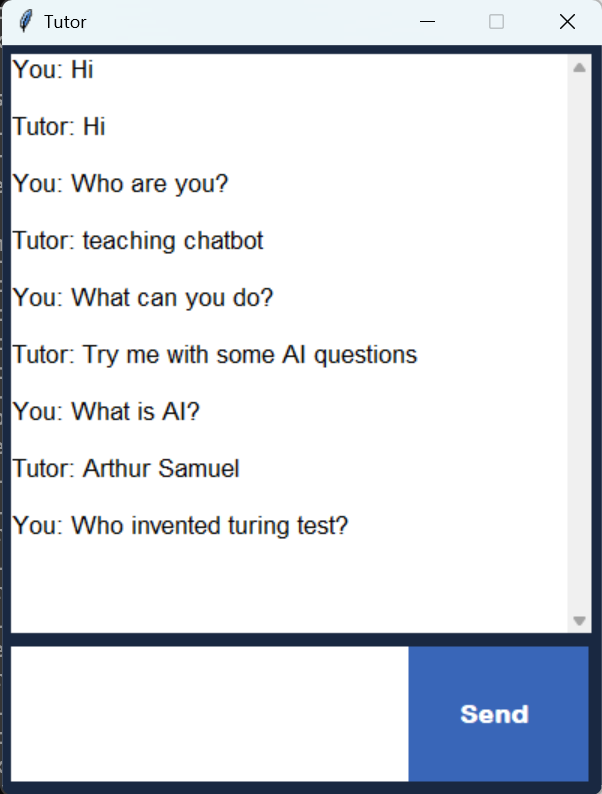 Tutor
You: Hi
Tutor: Hi
You: Who are you?
Tutor: teaching chatbot
You: What can you do?
Tutor: Try me with some AI questions
You: What is AI?
Tutor: Arthur Samuel
You: Who invented turing test?
Send